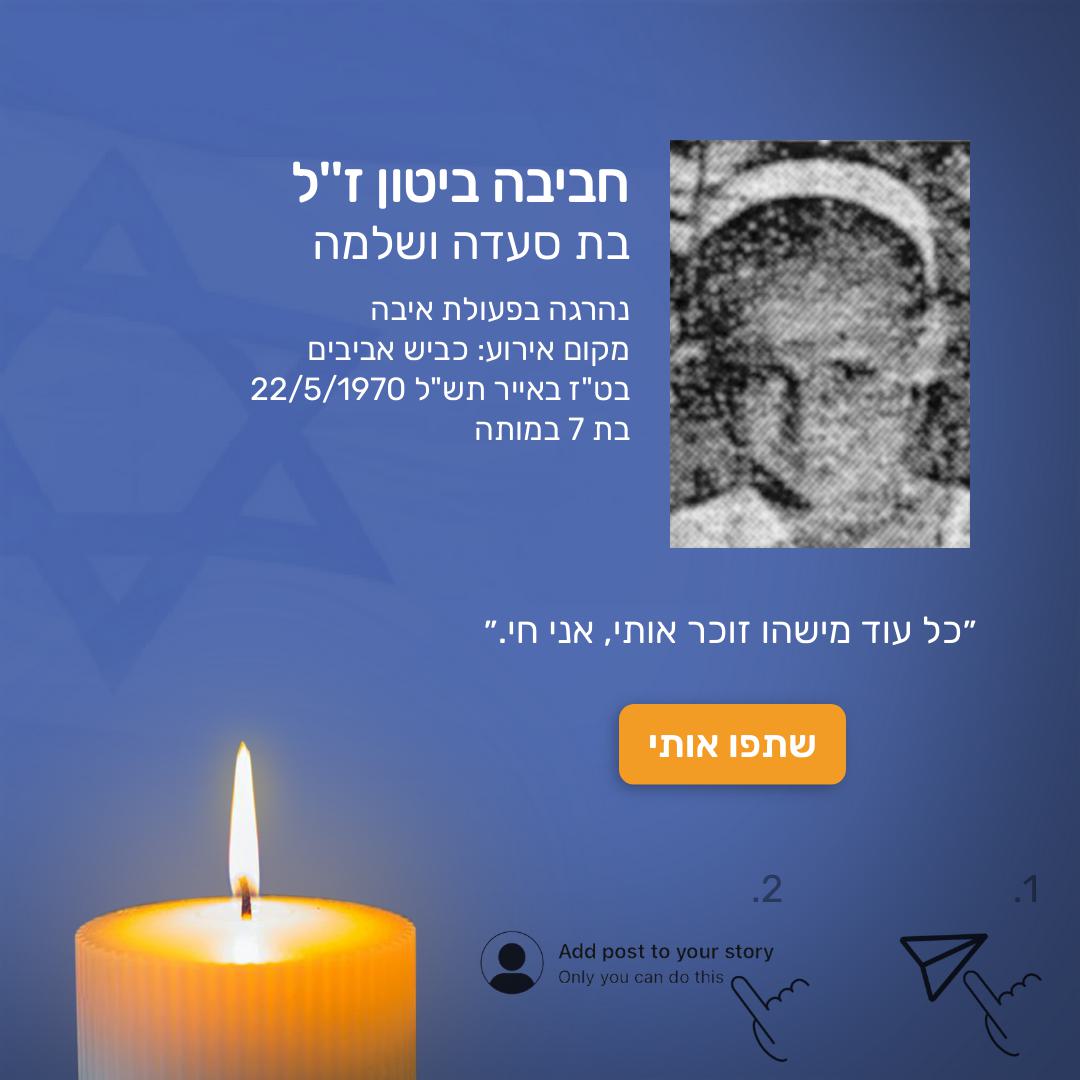 חביבה ביטון ז"ל
בת סעדה ושלמה
נהרגה בפעולת איבה
מקום אירוע: כביש אביבים
בט"ז באייר תש"ל 22/5/1970
בת 7 במותה
״כל עוד מישהו זוכר אותי, אני חי.״
שתפו אותי
1.
2.
Add post to your story
Only you can do this